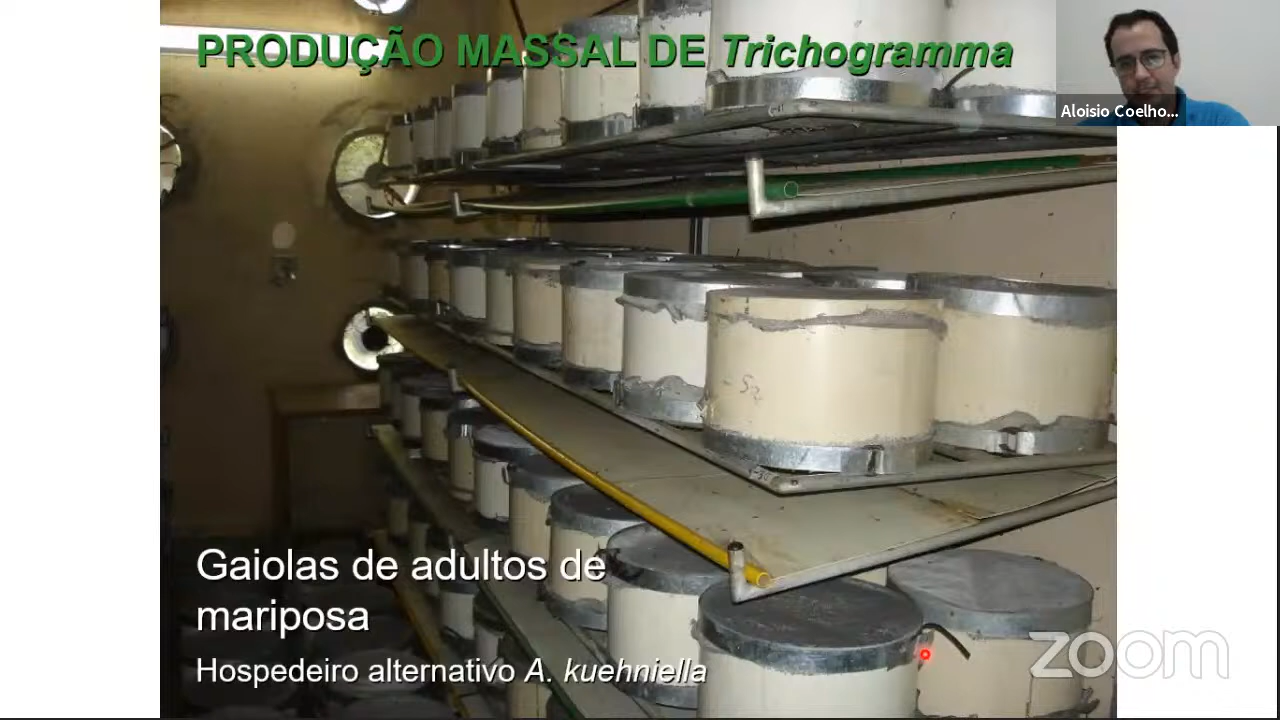 PRODUÇÃO MASSAL DE Trichogramma
Aloisio Coelho...
Gaiolas de adultos de
mariposa
Hospedeiro alternativo A. kuehniella
zoom